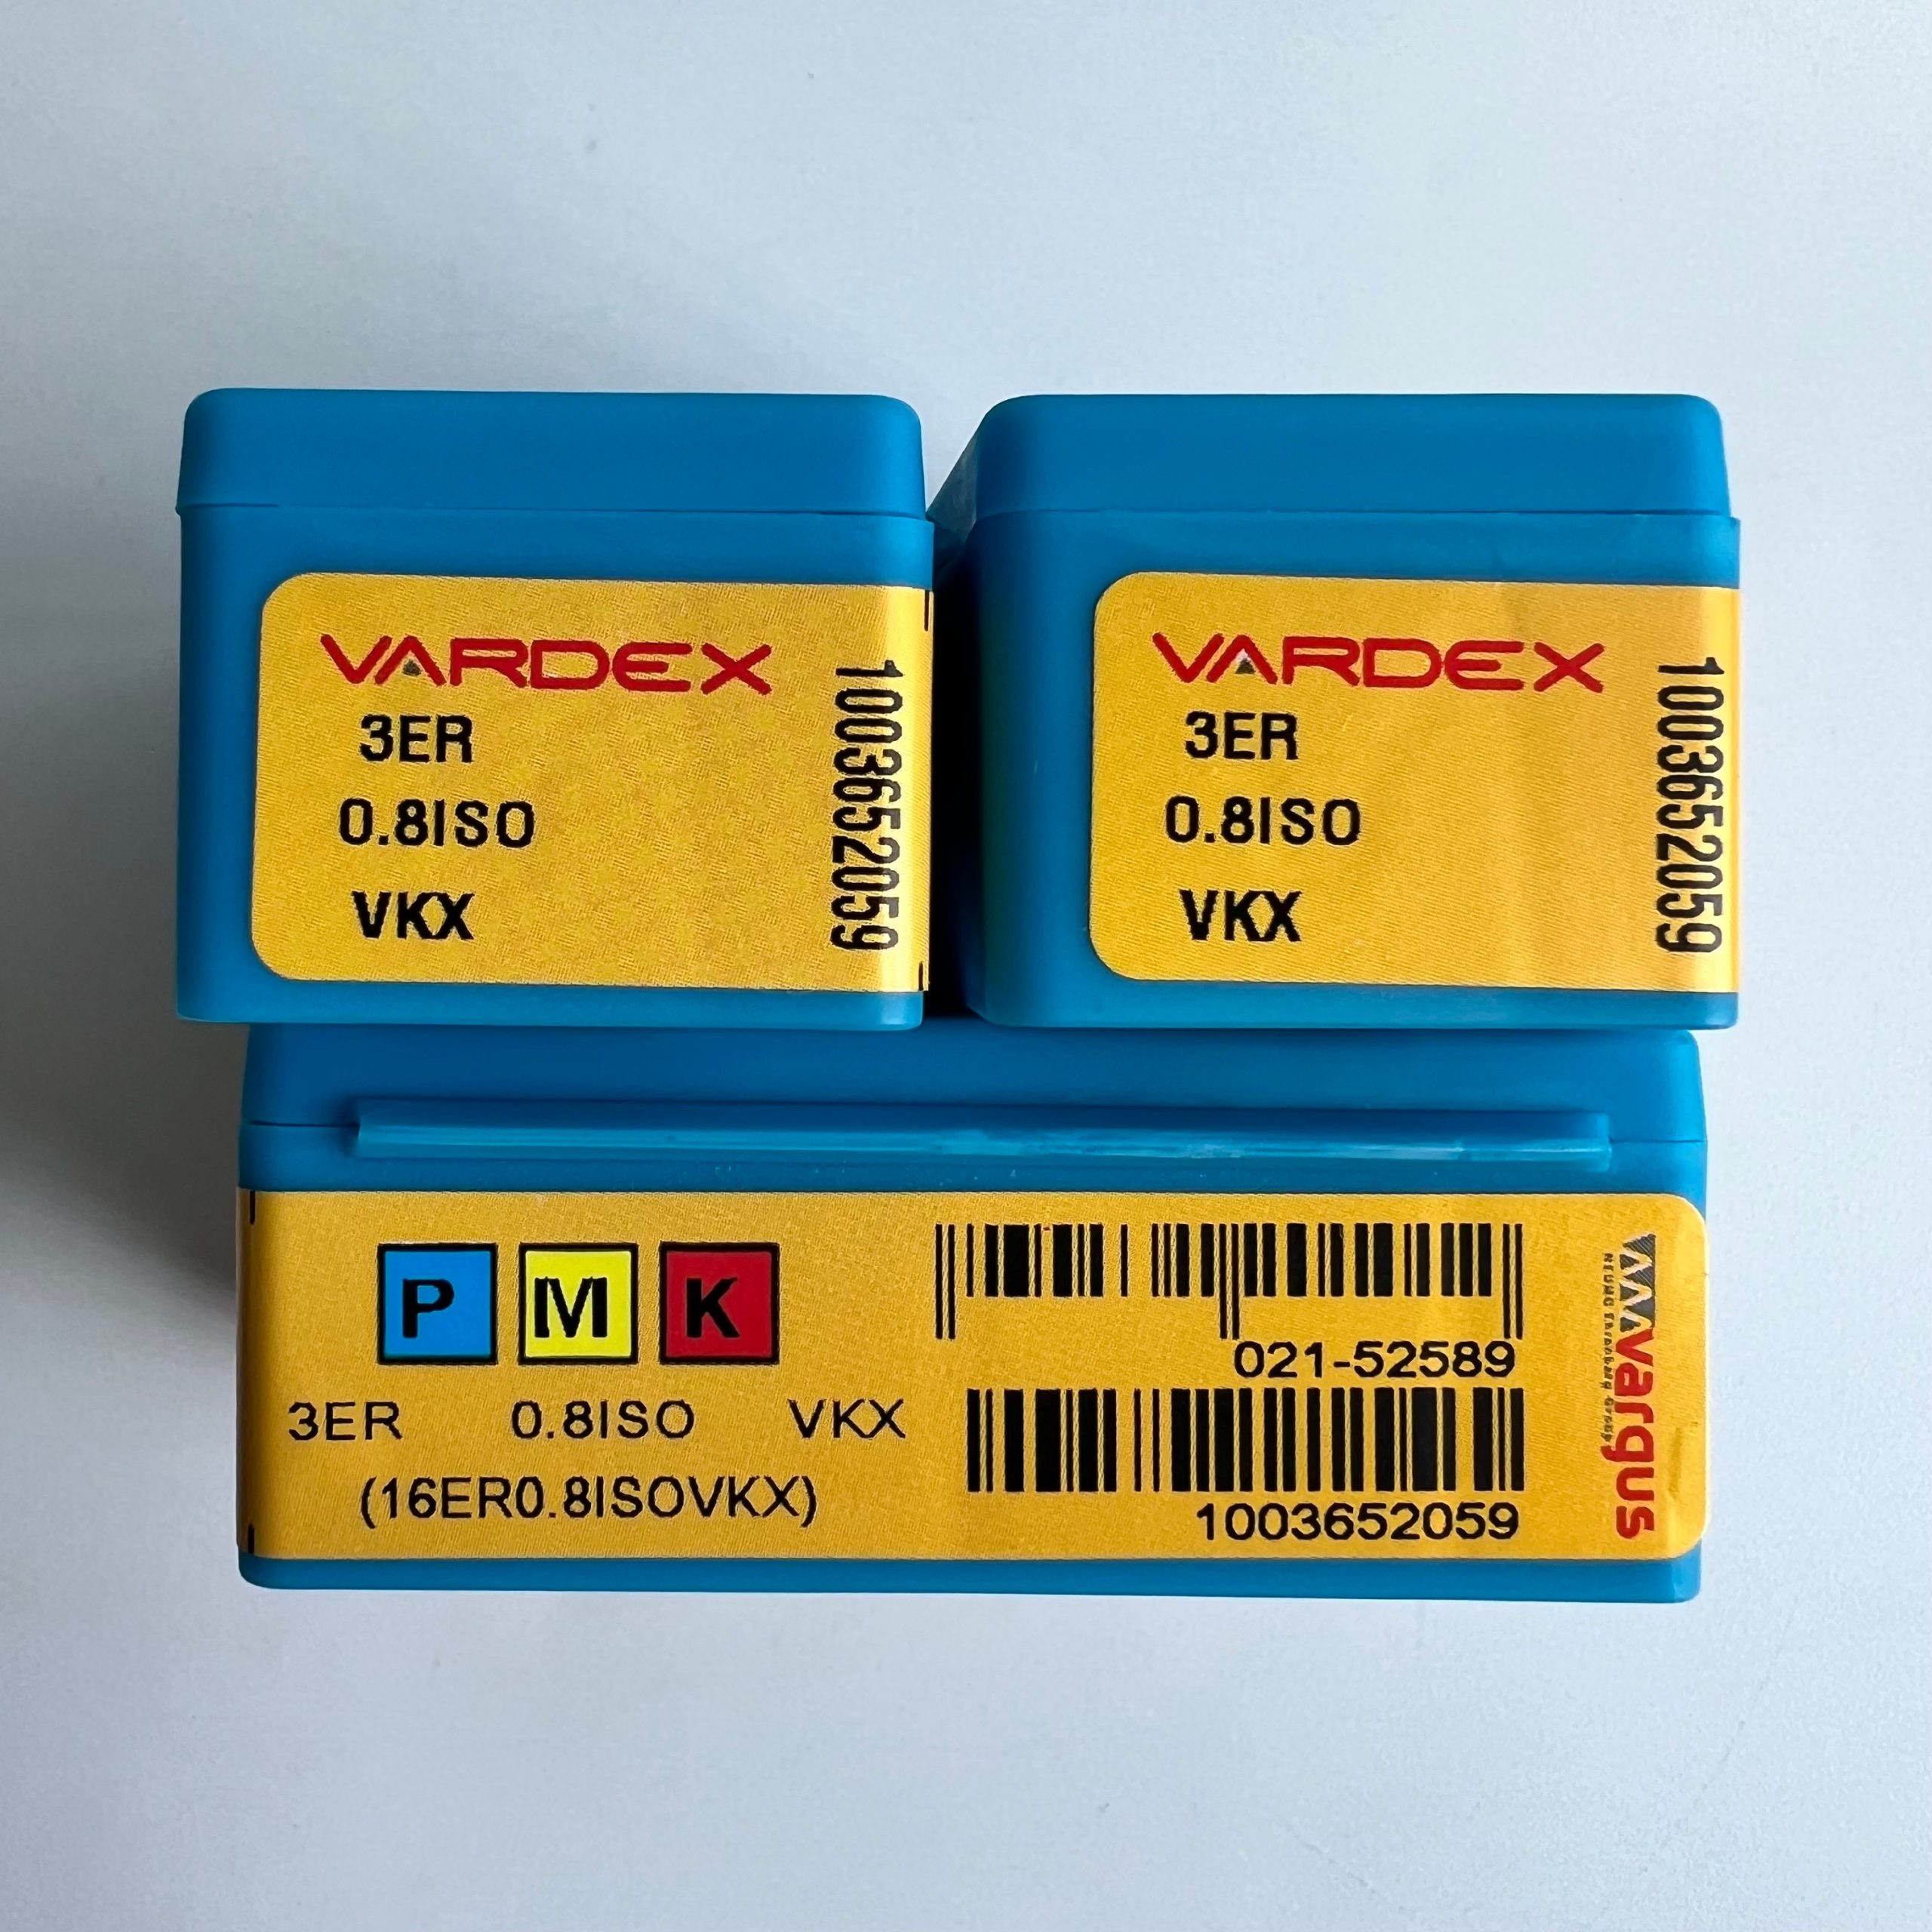 VARDEX
3ER
0.8ISO
VKX
1003652059
VARDEX
3ER
0.8ISO
VKX
1003652059
P M K
3ER 0.8ISO VKX
(16ER0.8ISOVKX)
021-52589
1003652059
vargus